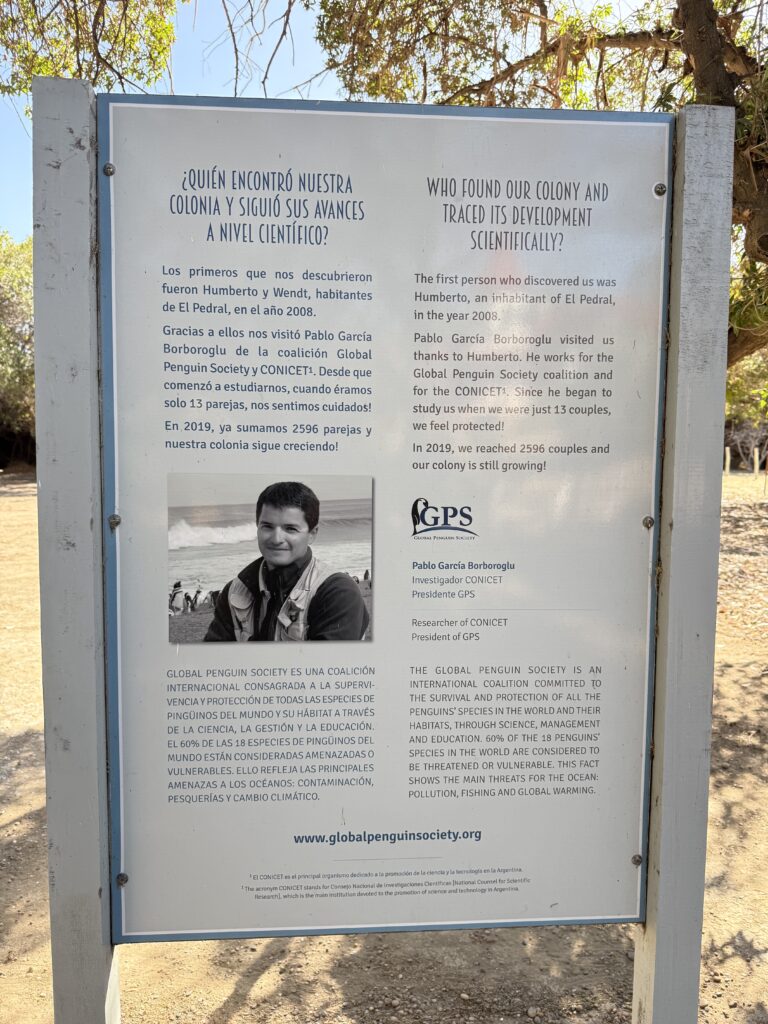 ¿QUIÉN ENCONTRÓ NUESTRA
COLONIA Y SIGUIÓ SUS AVANCES
A NIVEL CIENTÍFICO?
Los primeros que nos descubrieron
fueron Humberto y Wendt, habitantes
de El Pedral, en el año 2008.
Gracias a ellos nos visitó Pablo García
Borboroglu de la coalición Global
Penguin Society y CONICET¹. Desde que
comenzó a estudiarnos, cuando éramos
solo 13 parejas, nos sentimos cuidados!
En 2019, ya sumamos 2596 parejas y
nuestra colonia sigue creciendo!
GLOBAL PENGUIN SOCIETY ES UNA COALICIÓN
INTERNACIONAL CONSAGRADA A LA SUPERVI-
VENCIA Y PROTECCIÓN DE TODAS LAS ESPECIES DE
PINGÜINOS DEL MUNDO Y SU HÁBITAT A TRAVÉS
DE LA CIENCIA, LA GESTIÓN Y LA EDUCACIÓN.
EL 60% DE LAS 18 ESPECIES DE PINGÜINOS DEL
MUNDO ESTÁN CONSIDERADAS AMENAZADAS O
VULNERABLES. ELLO REFLEJA LAS PRINCIPALES
AMENAZAS A LOS OCÉANOS: CONTAMINACIÓN,
PESQUERÍAS Y CAMBIO CLIMÁTICO.
WHO FOUND OUR COLONY AND
TRACED ITS DEVELOPMENT
SCIENTIFICALLY?
The first person who discovered us was
Humberto, an inhabitant of El Pedral,
in the year 2008.
Pablo García Borboroglu visited us
thanks to Humberto. He works for the
Global Penguin Society coalition and
for the CONICET¹. Since he began to
study us when we were just 13 couples,
we feel protected!
In 2019, we reached 2596 couples and
our colony is still growing!
GPS
GLOBAL PENGUIN SOCIETY
Pablo García Borboroglu
Investigador CONICET
Presidente GPS
Researcher of CONICET
President of GPS
THE GLOBAL PENGUIN SOCIETY IS AN
INTERNATIONAL COALITION COMMITTED TO
THE SURVIVAL AND PROTECTION OF ALL THE
PENGUINS' SPECIES IN THE WORLD AND THEIR
HABITATS, THROUGH SCIENCE, MANAGEMENT
AND EDUCATION. 60% OF THE 18 PENGUINS'
SPECIES IN THE WORLD ARE CONSIDERED TO
BE THREATENED OR VULNERABLE. THIS FACT
SHOWS THE MAIN THREATS FOR THE OCEAN:
POLLUTION, FISHING AND GLOBAL WARMING.
www.globalpenguinsociety.org
¹ El CONICET es el principal organismo dedicado a la promoción de la ciencia y la tecnología en la Argentina.
¹ The acronym CONICET stands for Consejo Nacional de Investigaciones Científicas [National Counsel for Scientific
Research], which is the main institution devoted to the promotion of science and technology in Argentina.